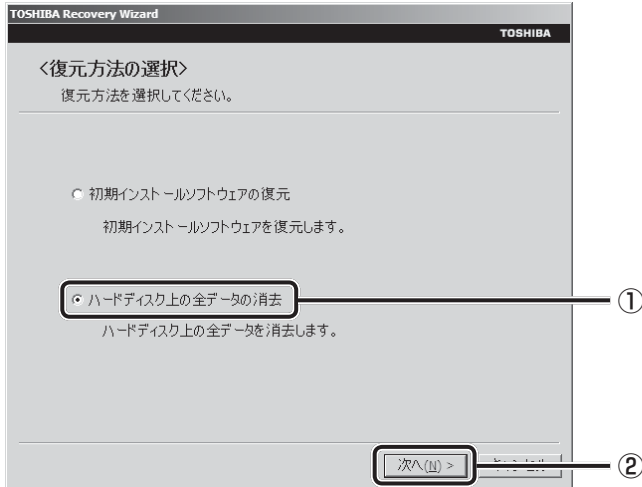 TOSHIBA Recovery Wizard
TOSHIBA
<復元方法の選択>
復元方法を選択してください。
初期インストールソフトウェアの復元
初期インストールソフトウェアを復元します。
ハードディスク上の全データの消去
①
ハードディスク上の全データを消去します。
次へ(N) >
②